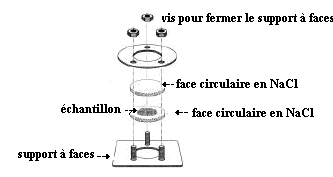 vis pour fermer le support à faces
face circulaire en NaCl
échantillon
face circulaire en NaCl
support à faces